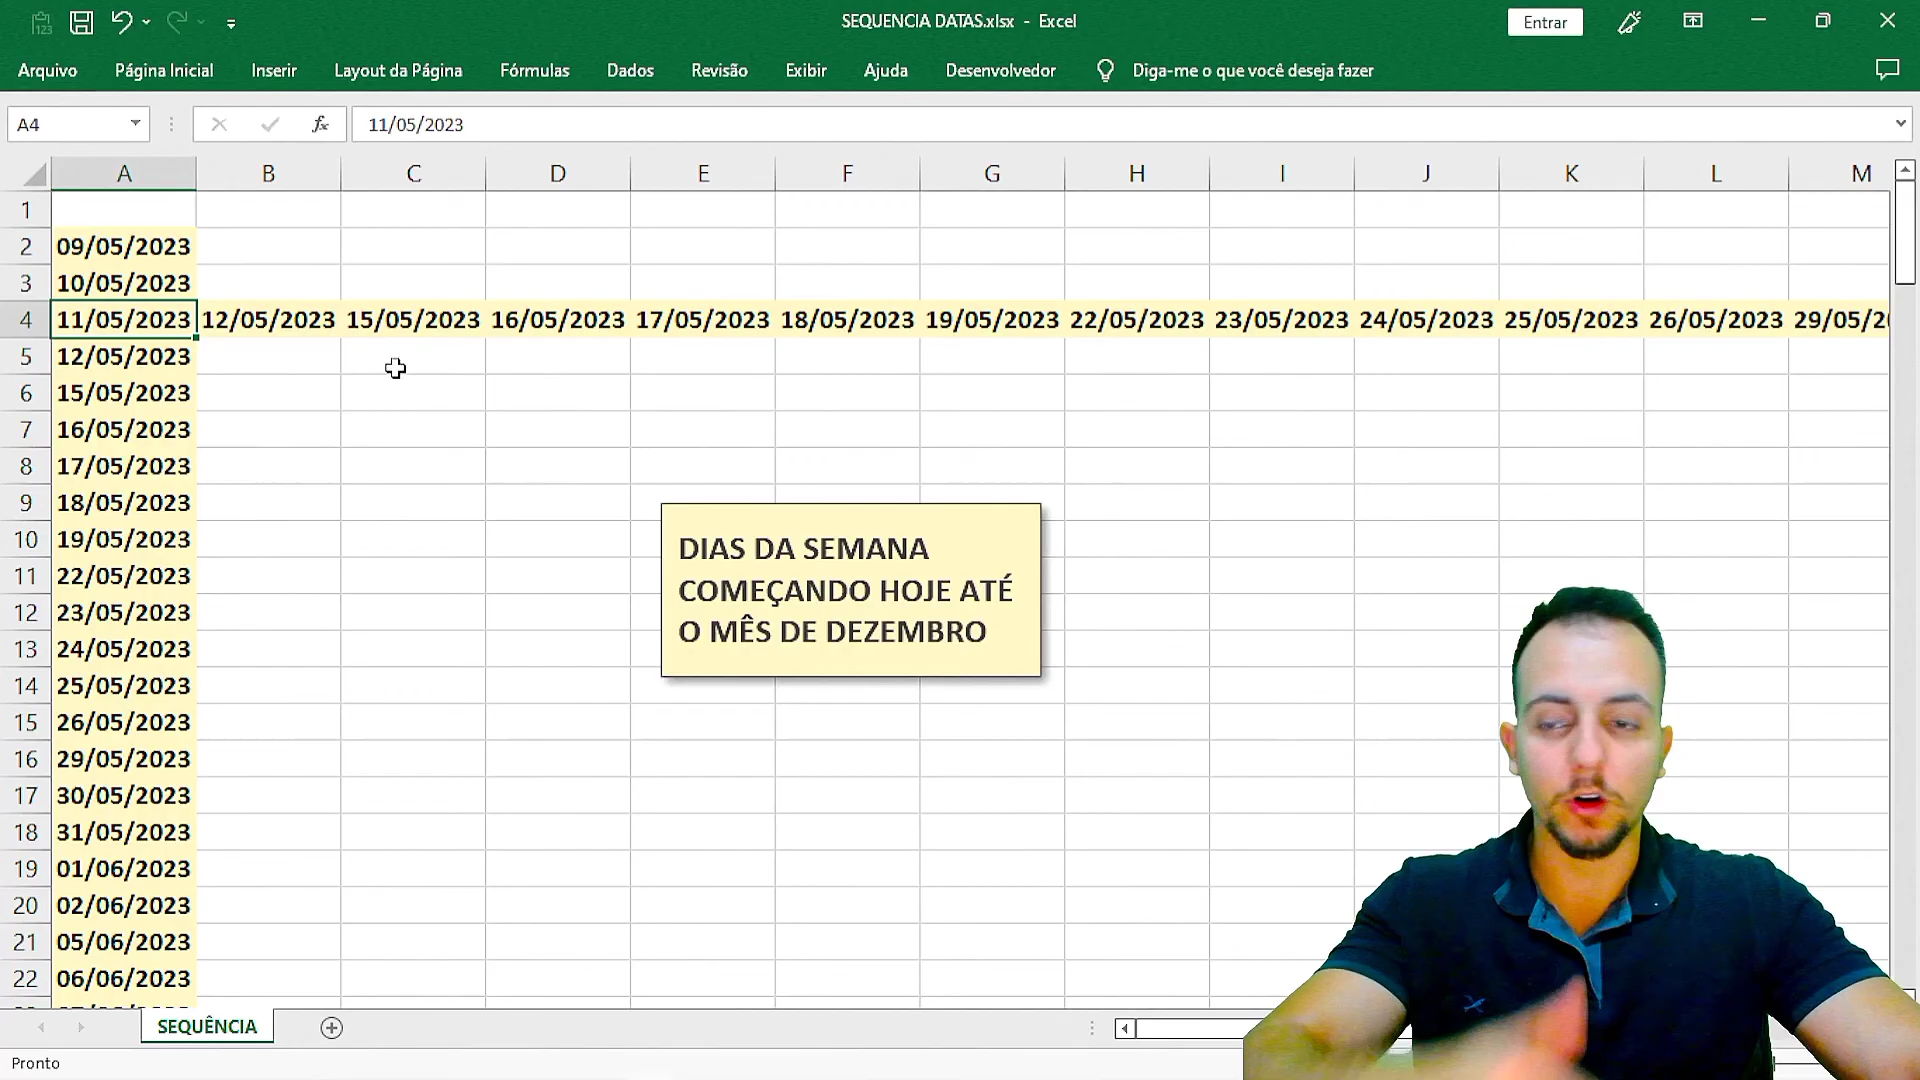 SEQUENCIA DATAS.xlsx - Excel
Entrar
Arquivo Página Inicial Inserir Layout da Página Fórmulas Dados Revisão Exibir Ajuda Desenvolvedor Diga-me o que você deseja fazer
A4 fx 11/05/2023
A B C D E F G H I J K L M
1
2 09/05/2023
3 10/05/2023
4 11/05/2023 12/05/2023 15/05/2023 16/05/2023 17/05/2023 18/05/2023 19/05/2023 22/05/2023 23/05/2023 24/05/2023 25/05/2023 26/05/2023 29/05/2
5 12/05/2023
6 15/05/2023
7 16/05/2023
8 17/05/2023
9 18/05/2023
10 19/05/2023
11 22/05/2023
12 23/05/2023
13 24/05/2023
14 25/05/2023
15 26/05/2023
16 29/05/2023
17 30/05/2023
18 31/05/2023
19 01/06/2023
20 02/06/2023
21 05/06/2023
22 06/06/2023
DIAS DA SEMANA
COMEÇANDO HOJE ATÉ
O MÊS DE DEZEMBRO
SEQUÊNCIA
Pronto